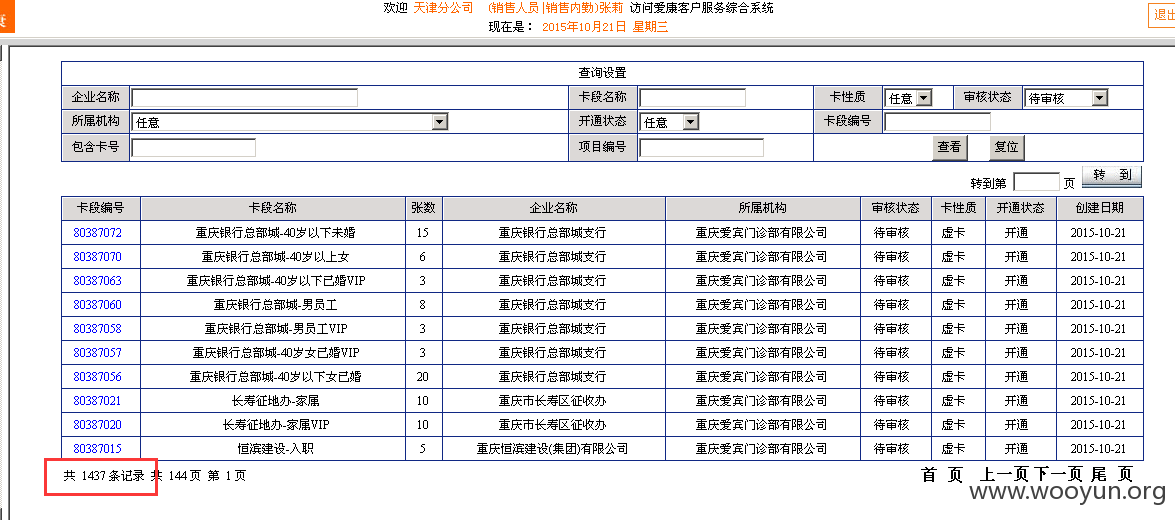 欢迎 天津分公司 (销售人员|销售内勤)张莉 访问爱康客户服务综合系统
现在是： 2015年10月21日 星期三
退出
查询设置
企业名称 卡段名称 卡性质 任意 审核状态 待审核
所属机构 任意 开通状态 任意 卡段编号
包含卡号 项目编号 查看 复位
转到第 页 转 到
卡段编号 卡段名称 张数 企业名称 所属机构 审核状态 卡性质 开通状态 创建日期
80387072 重庆银行总部城-40岁以下未婚 15 重庆银行总部城支行 重庆爱宾门诊部有限公司 待审核 虚卡 开通 2015-10-21
80387070 重庆银行总部城-40岁以上女 6 重庆银行总部城支行 重庆爱宾门诊部有限公司 待审核 虚卡 开通 2015-10-21
80387063 重庆银行总部城-40岁以下已婚VIP 3 重庆银行总部城支行 重庆爱宾门诊部有限公司 待审核 虚卡 开通 2015-10-21
80387060 重庆银行总部城-男员工 8 重庆银行总部城支行 重庆爱宾门诊部有限公司 待审核 虚卡 开通 2015-10-21
80387058 重庆银行总部城-男员工VIP 3 重庆银行总部城支行 重庆爱宾门诊部有限公司 待审核 虚卡 开通 2015-10-21
80387057 重庆银行总部城-40岁女已婚VIP 3 重庆银行总部城支行 重庆爱宾门诊部有限公司 待审核 虚卡 开通 2015-10-21
80387056 重庆银行总部城-40岁以下女已婚 20 重庆银行总部城支行 重庆爱宾门诊部有限公司 待审核 虚卡 开通 2015-10-21
80387021 长寿征地办-家属 10 重庆市长寿区征收办 重庆爱宾门诊部有限公司 待审核 虚卡 开通 2015-10-21
80387020 长寿征地办-家属VIP 10 重庆市长寿区征收办 重庆爱宾门诊部有限公司 待审核 虚卡 开通 2015-10-21
80387015 恒滨建设-入职 5 重庆恒滨建设(集团)有限公司 重庆爱宾门诊部有限公司 待审核 虚卡 开通 2015-10-21
共 1437条记录 共 144页 第 1页 首 页 上一页 下一页 尾 页
www.wooyun.org